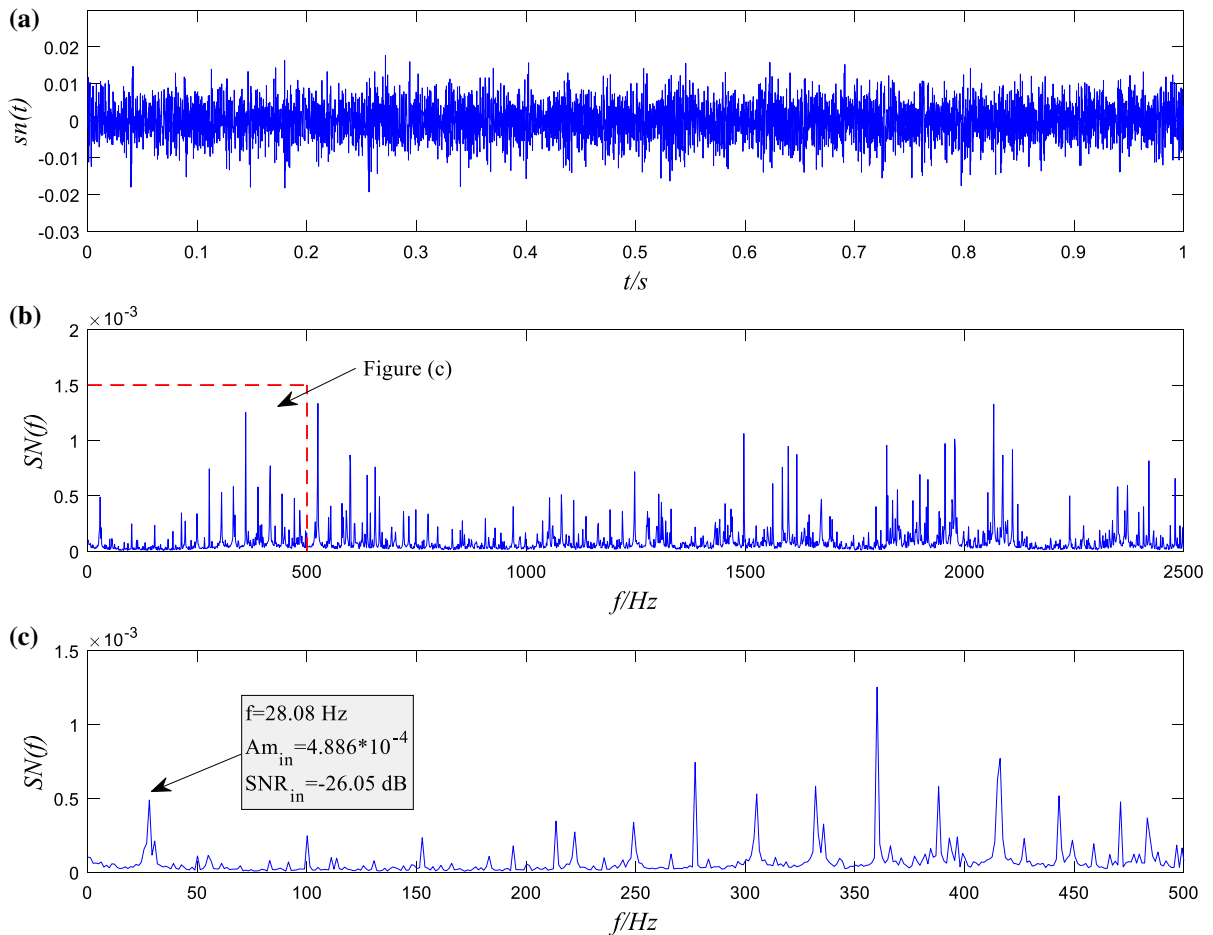 (a)
0.02
0.01
0
-0.01
-0.02
-0.03
sn(t)
0 0.1 0.2 0.3 0.4 0.5 0.6 0.7 0.8 0.9 1
t/s
(b)
×10-3
2
1.5
1
0.5
0
SN(f)
Figure (c)
0 500 1000 1500 2000 2500
f/Hz
(c)
×10-3
1.5
1
0.5
0
SN(f)
f=28.08 Hz
Amin=4.886*10-4
SNRin=-26.05 dB
0 50 100 150 200 250 300 350 400 450 500
f/Hz